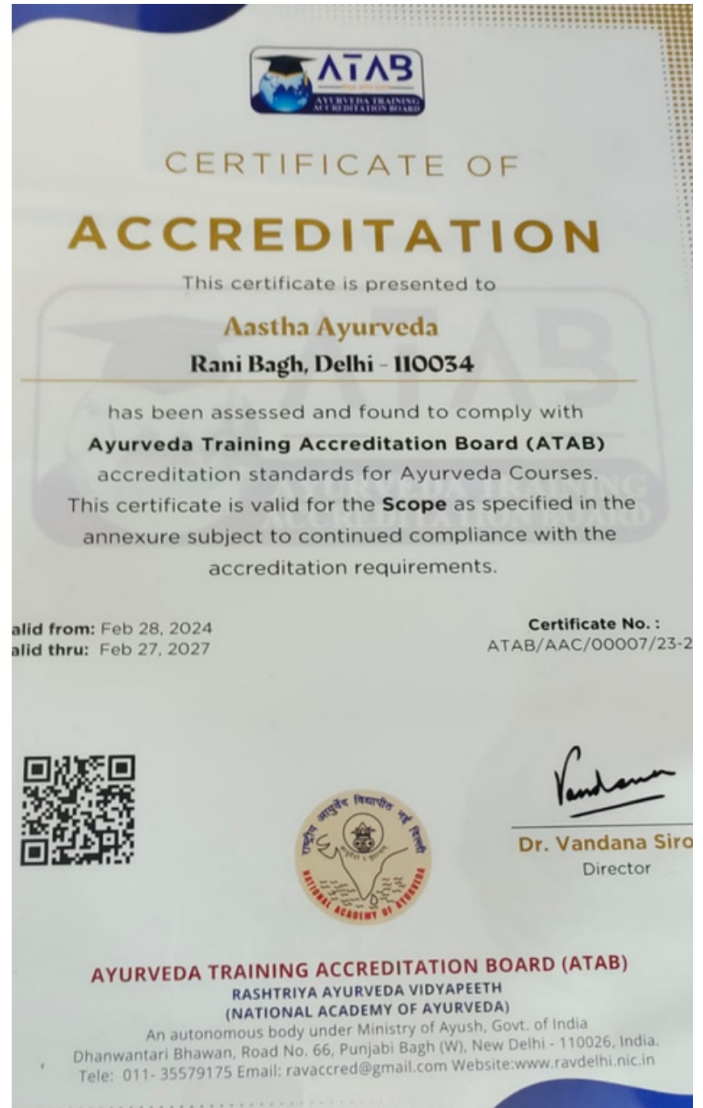 ATAB
AYURVEDA TRAINING
ACCREDITATION BOARD
CERTIFICATE OF
ACCREDITATION
This certificate is presented to
Aastha Ayurveda
Rani Bagh, Delhi - 110034
has been assessed and found to comply with
Ayurveda Training Accreditation Board (ATAB)
accreditation standards for Ayurveda Courses.
This certificate is valid for the Scope as specified in the
annexure subject to continued compliance with the
accreditation requirements.
alid from: Feb 28, 2024
alid thru: Feb 27, 2027
Certificate No. :
ATAB/AAC/00007/23-2
राष्ट्रीय आयुर्वेद विद्यापीठ नई दिल्ली
NATIONAL ACADEMY OF AYURVEDA
Vandana
Dr. Vandana Siro
Director
AYURVEDA TRAINING ACCREDITATION BOARD (ATAB)
RASHTRIYA AYURVEDA VIDYAPEETH
(NATIONAL ACADEMY OF AYURVEDA)
An autonomous body under Ministry of Ayush, Govt. of India
Dhanwantari Bhawan, Road No. 66, Punjabi Bagh (W), New Delhi - 110026, India.
Tele: 011- 35579175 Email: ravaccred@gmail.com Website:www.ravdelhi.nic.in